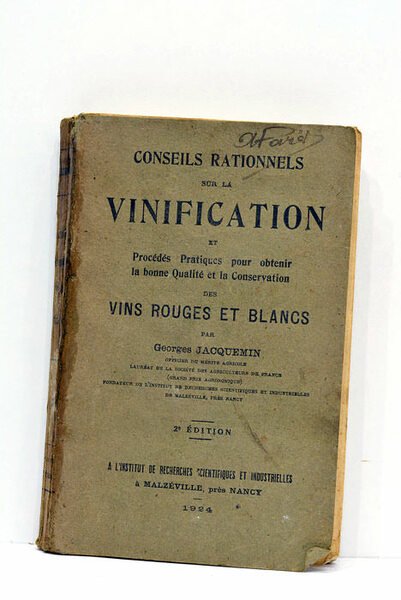 CONSEILS RATIONNELS
SUR LA
VINIFICATION
ET
Procédés Pratiques pour obtenir
la bonne Qualité et la Conservation
DES
VINS ROUGES ET BLANCS
PAR
Georges JACQUEMIN
OFFICIER DU MÉRITE AGRICOLE
LAURÉAT DE LA SOCIÉTÉ DES AGRICULTEURS DE FRANCE
(GRAND PRIX AGRONOMIQUE)
FONDATEUR DE L'INSTITUT DE RECHERCHES SCIENTIFIQUES ET INDUSTRIELLES
DE MALZÉVILLE, PRÈS NANCY
2e ÉDITION
A L'INSTITUT DE RECHERCHES SCIENTIFIQUES ET INDUSTRIELLES
à MALZÉVILLE, près NANCY
1924